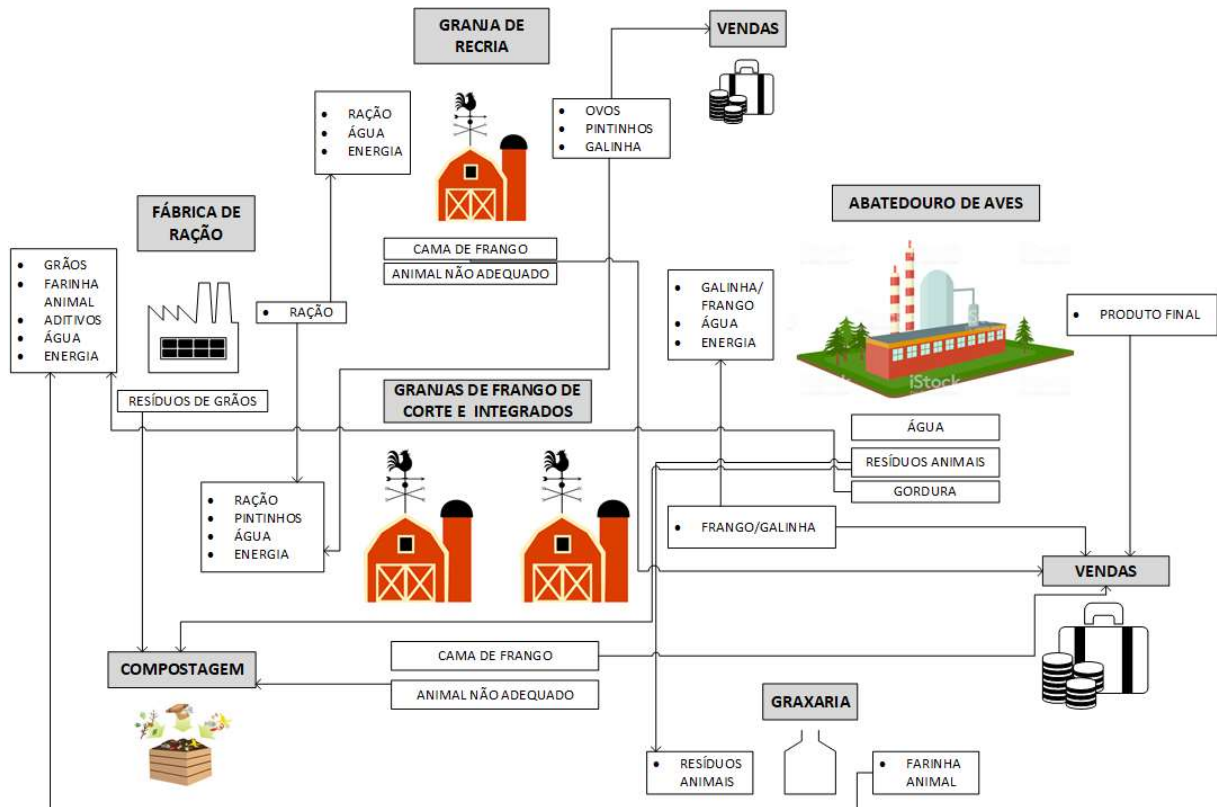 GRANJA DE
RECRIA
VENDAS
• RAÇÃO
• ÁGUA
• ENERGIA
• OVOS
• PINTINHOS
• GALINHA
FÁBRICA DE
RAÇÃO
ABATEDOURO DE AVES
CAMA DE FRANGO
ANIMAL NÃO ADEQUADO
• GRÃOS
• FARINHA
ANIMAL
• ADITIVOS
• ÁGUA
• ENERGIA
• RAÇÃO
• GALINHA/
FRANGO
• ÁGUA
• ENERGIA
iStock
• PRODUTO FINAL
RESÍDUOS DE GRÃOS
GRANJAS DE FRANGO DE
CORTE E INTEGRADOS
ÁGUA
RESÍDUOS ANIMAIS
GORDURA
• RAÇÃO
• PINTINHOS
• ÁGUA
• ENERGIA
• FRANGO/GALINHA
VENDAS
COMPOSTAGEM
CAMA DE FRANGO
ANIMAL NÃO ADEQUADO
GRAXARIA
• RESÍDUOS
ANIMAIS
• FARINHA
ANIMAL